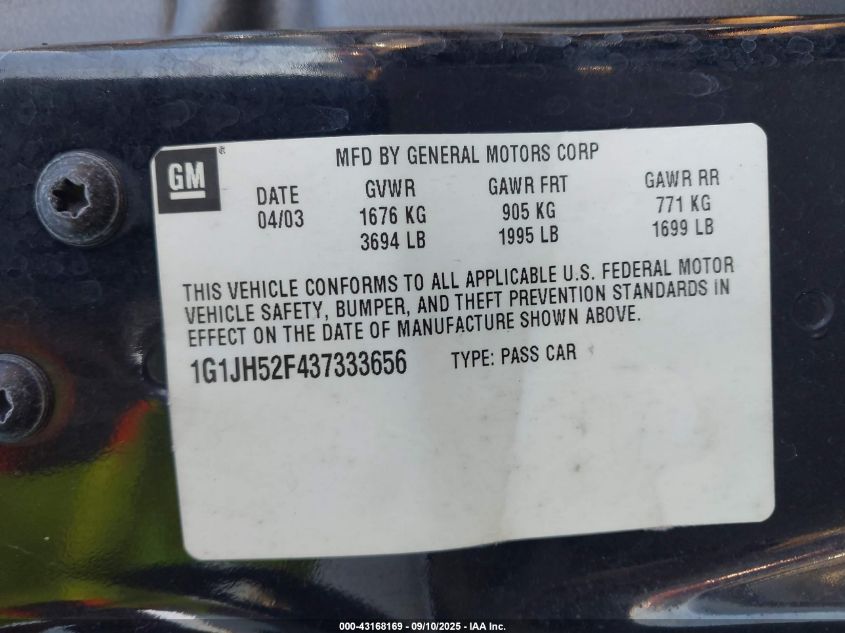 MFD BY GENERAL MOTORS CORP
GM®
DATE GVWR GAWR FRT GAWR RR
04/03 1676 KG 905 KG 771 KG
3694 LB 1995 LB 1699 LB
THIS VEHICLE CONFORMS TO ALL APPLICABLE U.S. FEDERAL MOTOR
VEHICLE SAFETY, BUMPER, AND THEFT PREVENTION STANDARDS IN
EFFECT ON THE DATE OF MANUFACTURE SHOWN ABOVE.
1G1JH52F437333656 TYPE: PASS CAR
000-43168169 - 09/10/2025 - IAA Inc.